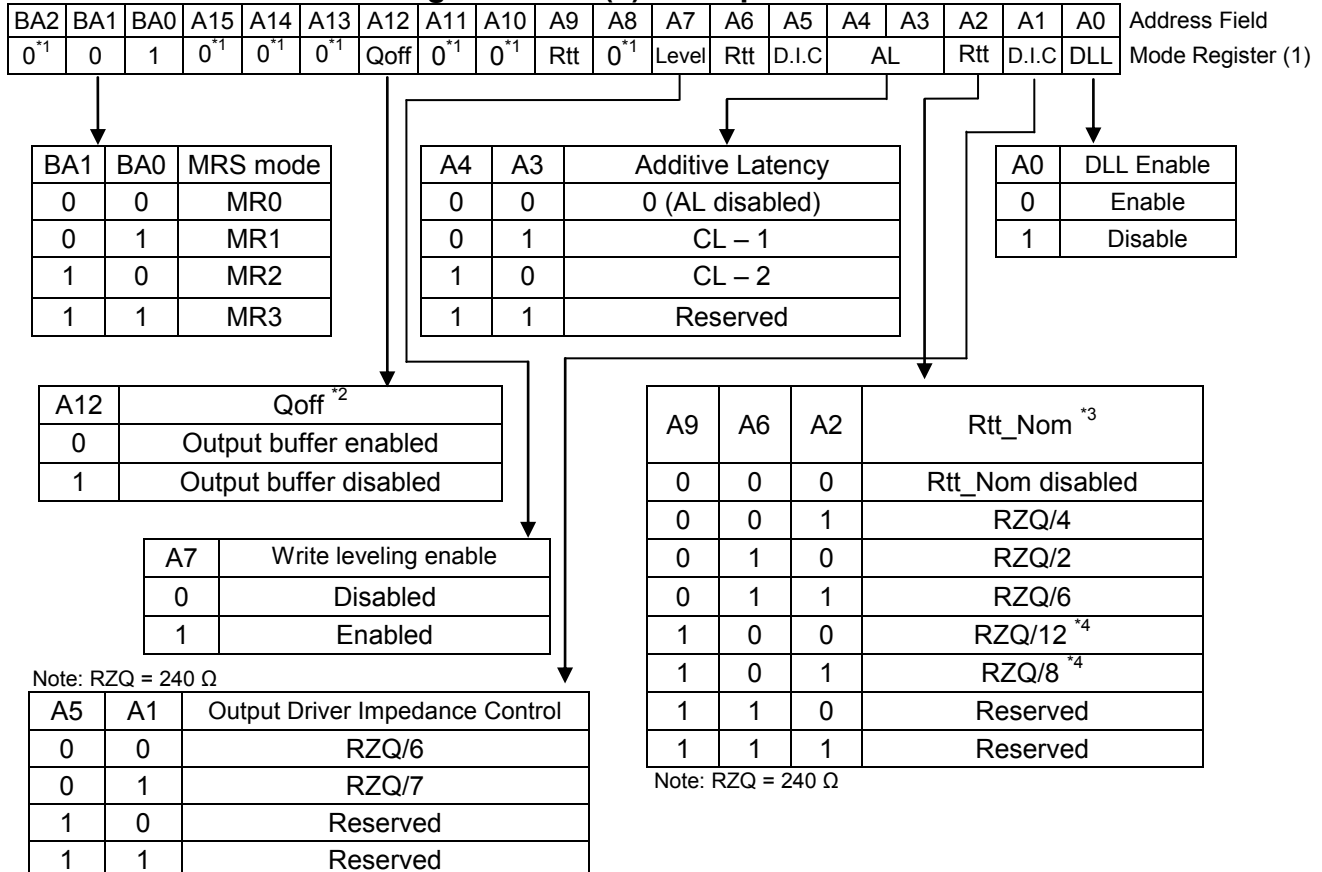 BA2 BA1 BA0 A15 A14 A13 A12 A11 A10 A9 A8 A7 A6 A5 A4 A3 A2 A1 A0 Address Field
0*1 0 1 0*1 0*1 0*1 Qoff 0*1 0*1 Rtt 0*1 Level Rtt D.I.C AL Rtt D.I.C DLL Mode Register (1)
BA1 BA0 MRS mode
0 0 MR0
0 1 MR1
1 0 MR2
1 1 MR3
A4 A3 Additive Latency
0 0 0 (AL disabled)
0 1 CL – 1
1 0 CL – 2
1 1 Reserved
A0 DLL Enable
0 Enable
1 Disable
A12 Qoff *2
0 Output buffer enabled
1 Output buffer disabled
A7 Write leveling enable
0 Disabled
1 Enabled
Note: RZQ = 240 Ω
A5 A1 Output Driver Impedance Control
0 0 RZQ/6
0 1 RZQ/7
1 0 Reserved
1 1 Reserved
A9 A6 A2 Rtt_Nom *3
0 0 0 Rtt_Nom disabled
0 0 1 RZQ/4
0 1 0 RZQ/2
0 1 1 RZQ/6
1 0 0 RZQ/12 *4
1 0 1 RZQ/8 *4
1 1 0 Reserved
1 1 1 Reserved
Note: RZQ = 240 Ω